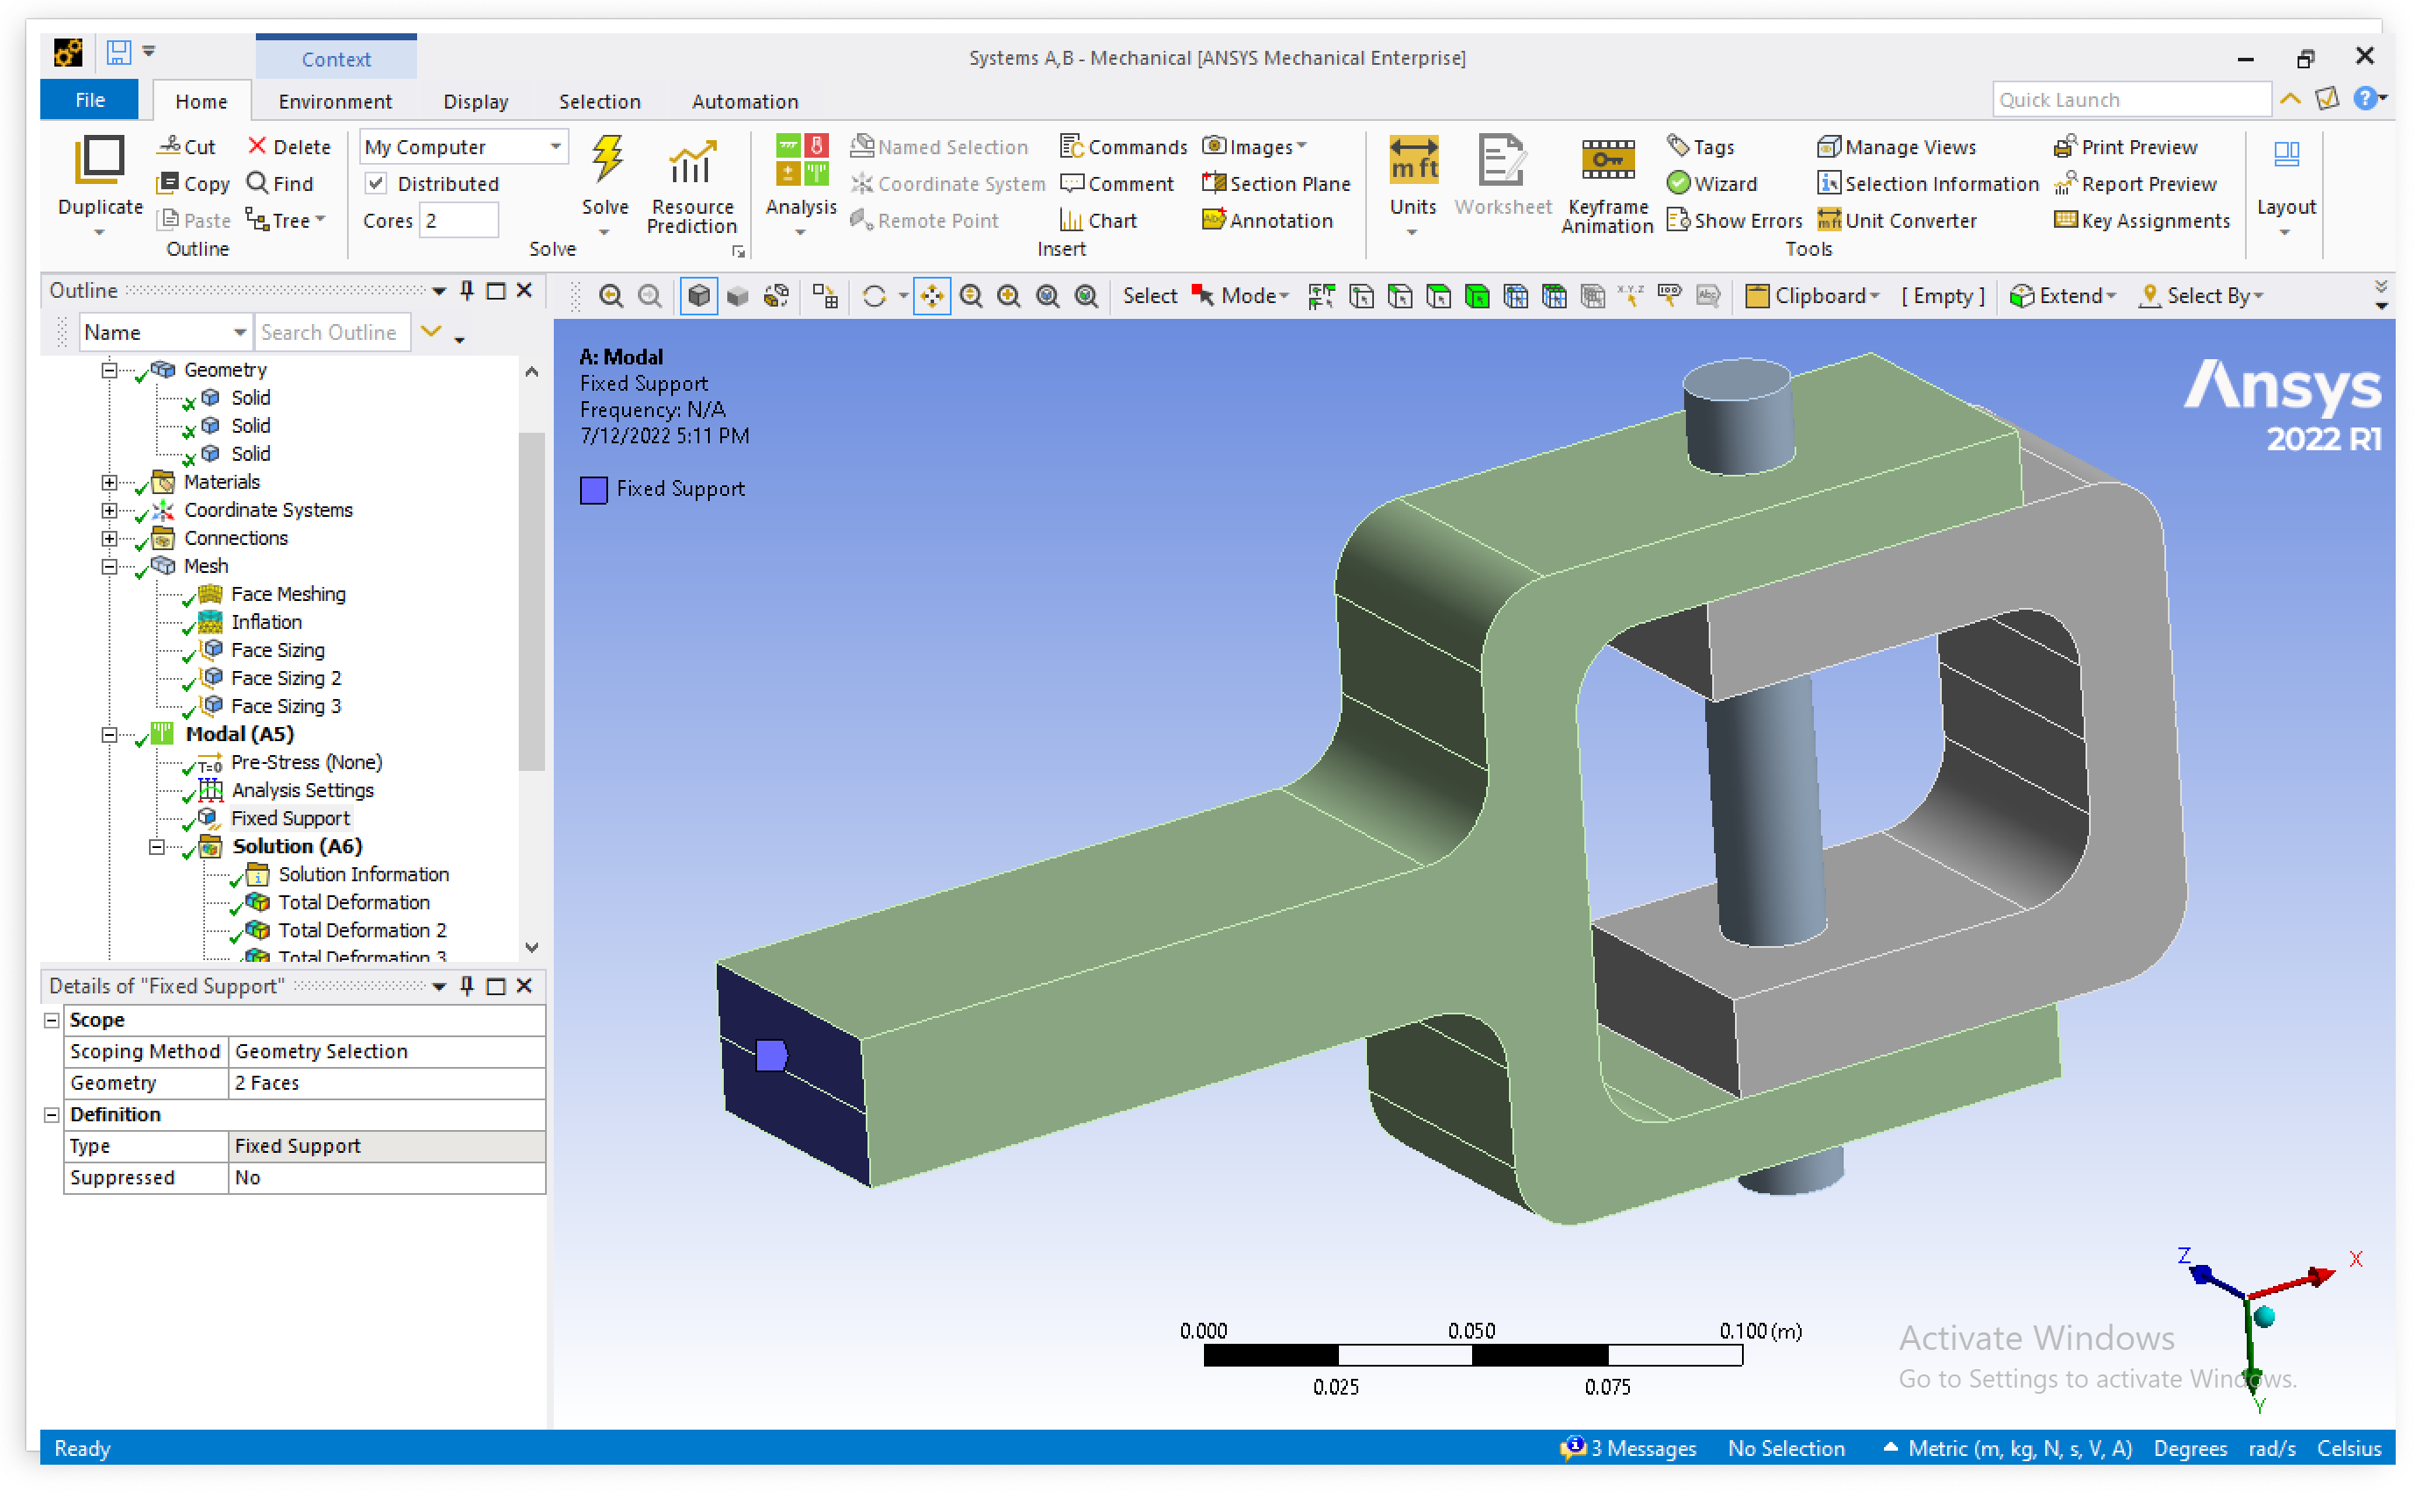 Context
Systems A,B - Mechanical [ANSYS Mechanical Enterprise]
File Home Environment Display Selection Automation
Quick Launch
Duplicate
Cut
Copy
Paste
Delete
Find
Tree
Outline
My Computer
Distributed
Cores 2
Solve
Resource
Prediction
Solve
Analysis
Named Selection
Coordinate System
Remote Point
Commands
Comment
Chart
Images
Section Plane
Annotation
Insert
Units
Worksheet
Keyframe
Animation
Tags
Wizard
Show Errors
Manage Views
Selection Information
Unit Converter
Print Preview
Report Preview
Key Assignments
Tools
Layout
Outline
Select Mode Clipboard [ Empty ] Extend Select By
Name Search Outline
Geometry
Solid
Solid
Solid
Materials
Coordinate Systems
Connections
Mesh
Face Meshing
Inflation
Face Sizing
Face Sizing 2
Face Sizing 3
Modal (A5)
Pre-Stress (None)
Analysis Settings
Fixed Support
Solution (A6)
Solution Information
Total Deformation
Total Deformation 2
Total Deformation 3
Details of "Fixed Support"
Scope
Scoping Method Geometry Selection
Geometry 2 Faces
Definition
Type Fixed Support
Suppressed No
A: Modal
Fixed Support
Frequency: N/A
7/12/2022 5:11 PM
Fixed Support
Ansys
2022 R1
Z X
Y
0.000 0.050 0.100 (m)
0.025 0.075
Activate Windows
Go to Settings to activate Windows.
Ready
3 Messages No Selection Metric (m, kg, N, s, V, A) Degrees rad/s Celsius